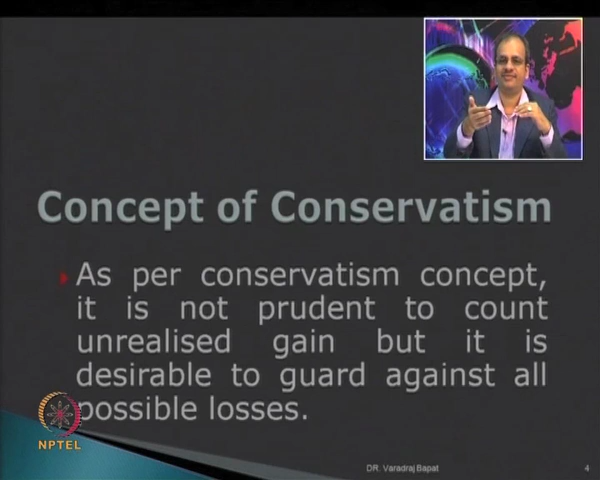 Concept of Conservatism
As per conservatism concept,
it is not prudent to count
unrealised gain but it is
desirable to guard against all
possible losses.
NPTEL
DR. Varadraj Bapat
4